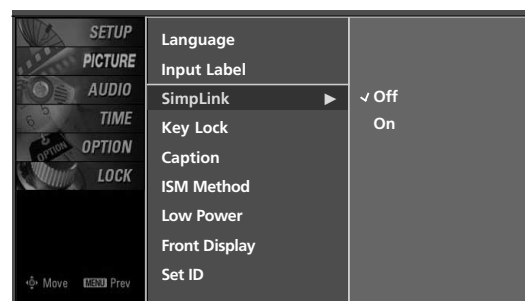 SETUP
PICTURE
AUDIO
TIME
OPTION
LOCK
Move MENU Prev
Language
Input Label
SimpLink ▶
Key Lock
Caption
ISM Method
Low Power
Front Display
Set ID
✓ Off
On